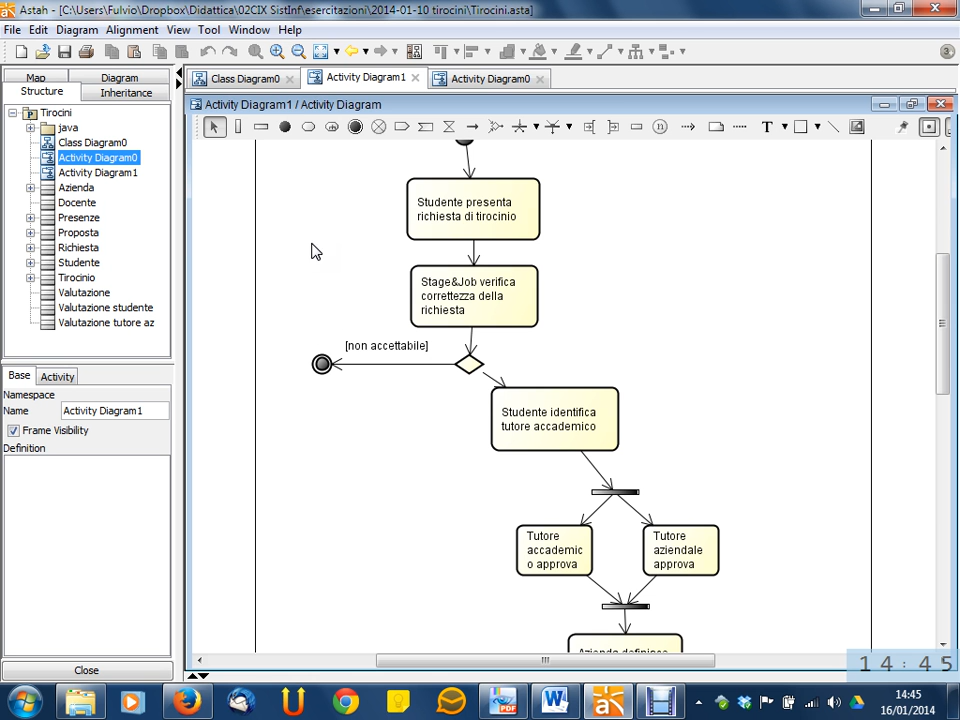 Astah - [C:\Users\Fulvio\Dropbox\Didattica\02CIX SistInf\esercitazioni\2014-01-10 tirocini\Tirocini.asta]
File Edit Diagram Alignment View Tool Window Help
3
Map Diagram
Structure Inheritance
Class Diagram0
Activity Diagram1
Activity Diagram0
Activity Diagram1 / Activity Diagram
T
Tirocini
java
Class Diagram0
Activity Diagram0
Activity Diagram1
Azienda
Docente
Presenze
Proposta
Richiesta
Studente
Tirocinio
Valutazione
Valutazione studente
Valutazione tutore az
Base Activity
Namespace
Name Activity Diagram1
Frame Visibility
Definition
Close
Studente presenta
richiesta di tirocinio
Stage&Job verifica
correttezza della
richiesta
[non accettabile]
Studente identifica
tutore accademico
Tutore
accademic
o approva
Tutore
aziendale
approva
Azienda definisce
14:45
PDF
14:45
16/01/2014